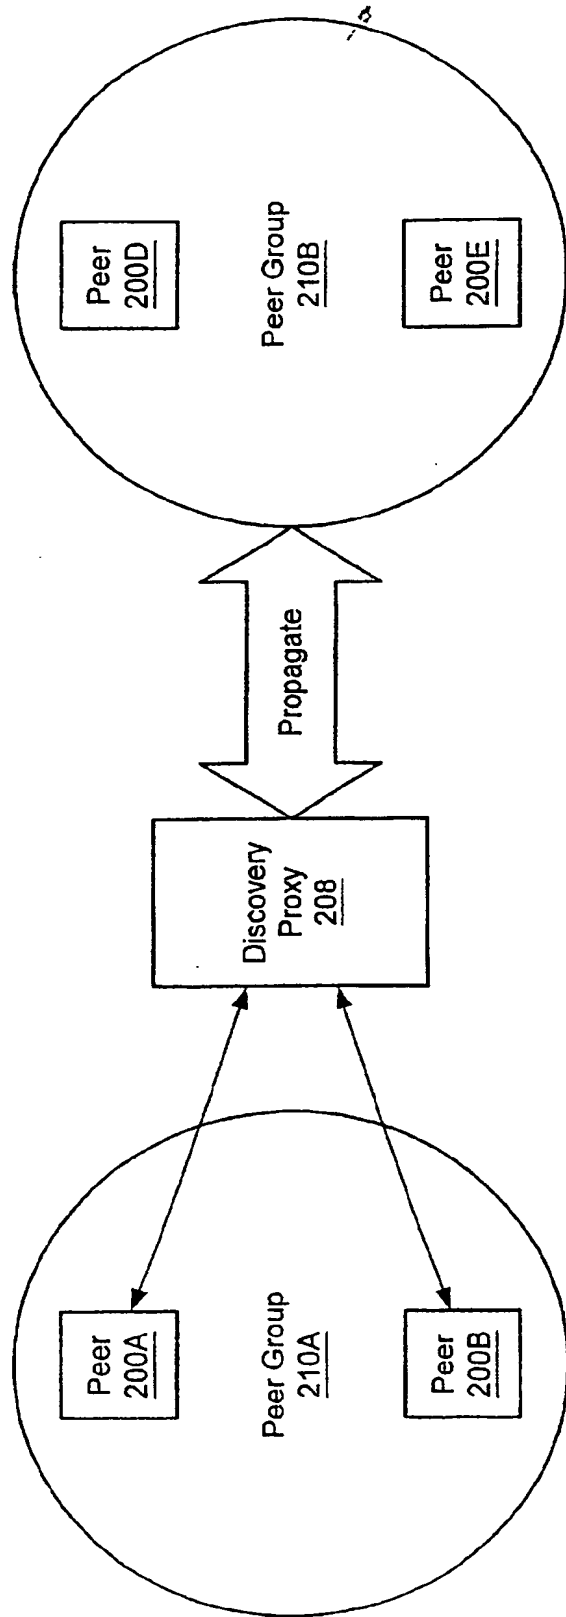 Peer
200A
Peer Group
210A
Peer
200B
Discovery
Proxy
208
Propagate
Peer
200D
Peer Group
210B
Peer
200E